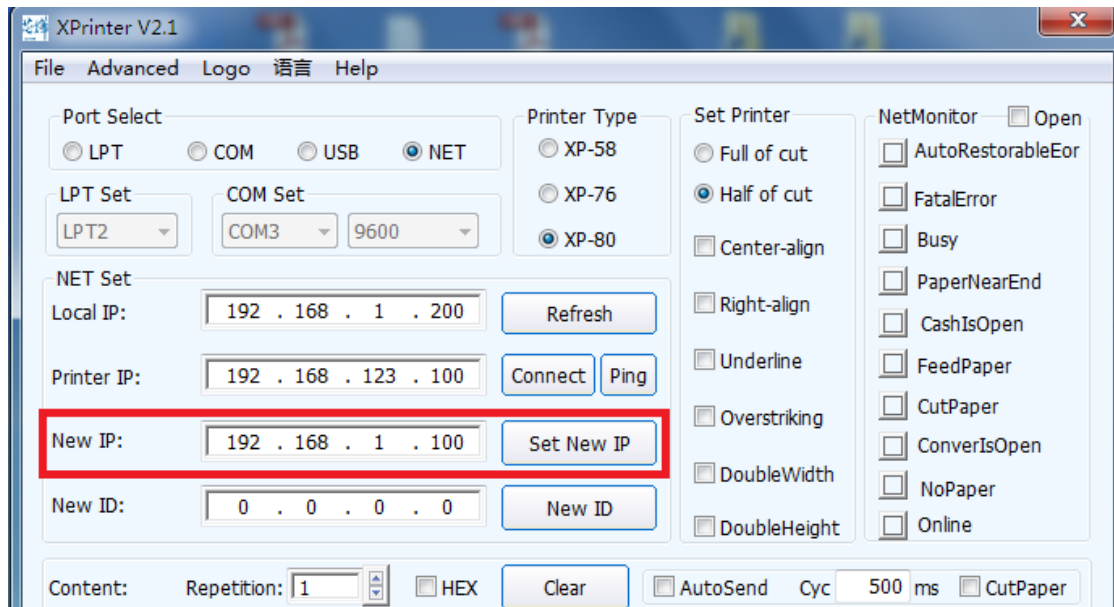 XPrinter V2.1
x
File Advanced Logo 语言 Help
Port Select
LPT COM USB NET
LPT Set
LPT2
COM Set
COM3 9600
Printer Type
XP-58
XP-76
XP-80
NET Set
Local IP: 192 . 168 . 1 . 200 Refresh
Printer IP: 192 . 168 . 123 . 100 Connect Ping
New IP: 192 . 168 . 1 . 100 Set New IP
New ID: 0 . 0 . 0 . 0 New ID
Set Printer
Full of cut
Half of cut
Center-align
Right-align
Underline
Overstriking
DoubleWidth
DoubleHeight
NetMonitor Open
AutoRestorableEor
FatalError
Busy
PaperNearEnd
CashIsOpen
FeedPaper
CutPaper
ConverIsOpen
NoPaper
Online
Content: Repetition: 1 HEX Clear AutoSend Cyc 500 ms CutPaper